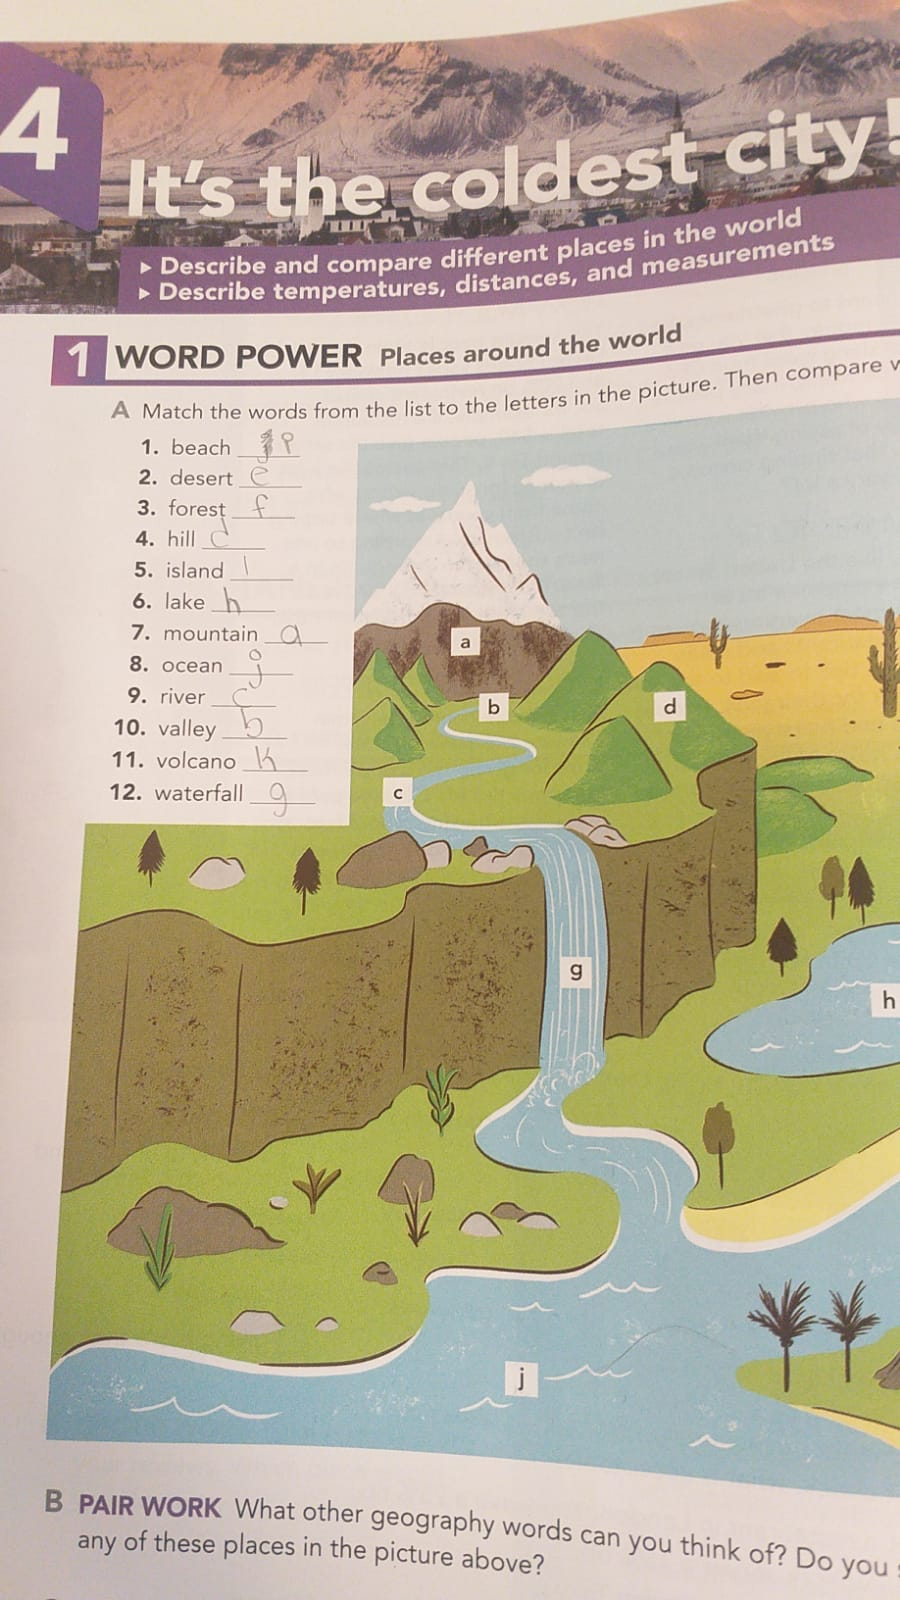 4
It's the coldest city!
▸ Describe and compare different places in the world
▸ Describe temperatures, distances, and measurements
1 WORD POWER Places around the world
A Match the words from the list to the letters in the picture. Then compare
1. beach
2. desert e
3. forest f
4. hill d
5. island l
6. lake h
7. mountain a
8. ocean j
9. river c
10. valley b
11. volcano k
12. waterfall g
a
b
d
c
g
h
j
B PAIR WORK What other geography words can you think of? Do you
any of these places in the picture above?